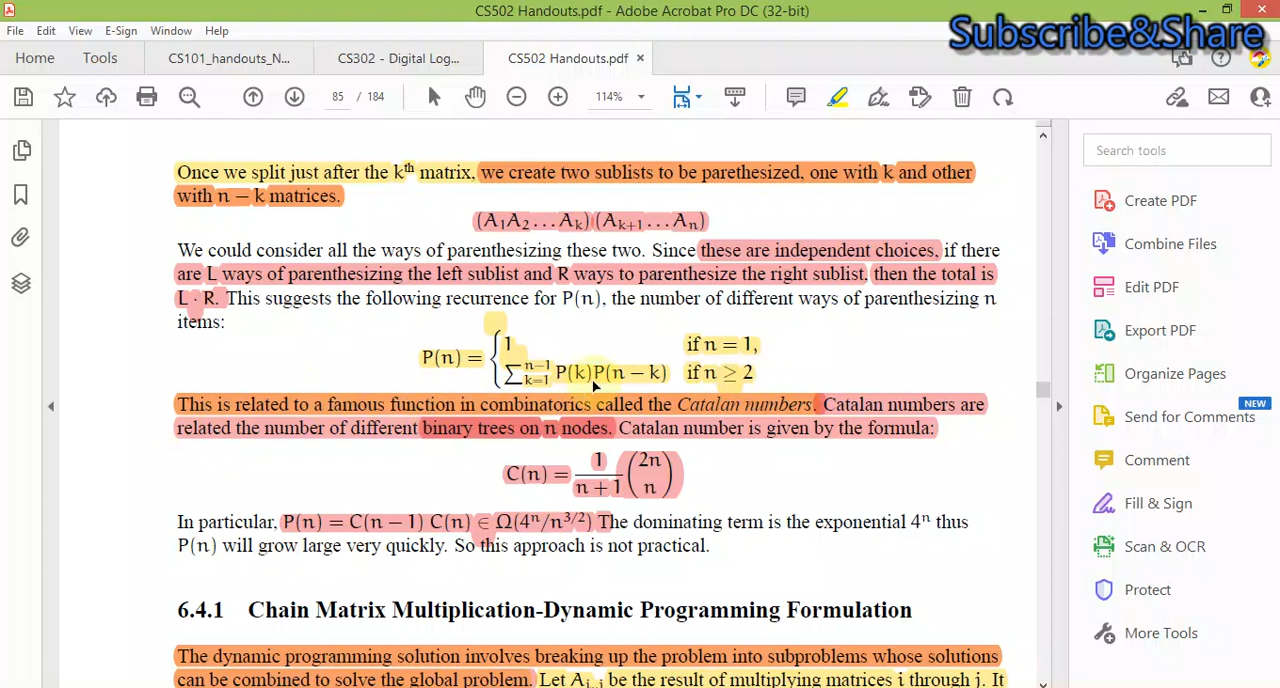 CS502 Handouts.pdf - Adobe Acrobat Pro DC (32-bit)
Subscribe&Share
File Edit View E-Sign Window Help
Home Tools CS101_handouts_N... CS302 - Digital Log... CS502 Handouts.pdf ×
85 / 184 114%
Once we split just after the kth matrix, we create two sublists to be parethesized, one with k and other
with n − k matrices.
(A₁A₂ . . . Aₖ)(Aₖ₊₁ . . . Aₙ)
We could consider all the ways of parenthesizing these two. Since these are independent choices, if there
are L ways of parenthesizing the left sublist and R ways to parenthesize the right sublist, then the total is
L · R. This suggests the following recurrence for P(n), the number of different ways of parenthesizing n
items:
P(n) = { 1 if n = 1,
∑ⁿ⁻¹ₖ₌₁ P(k)P(n − k) if n ≥ 2
This is related to a famous function in combinatorics called the Catalan numbers. Catalan numbers are
related the number of different binary trees on n nodes. Catalan number is given by the formula:
C(n) = 1/(n + 1) (2n n)
In particular, P(n) = C(n − 1) C(n) ∈ Ω(4ⁿ/n³/²) The dominating term is the exponential 4ⁿ thus
P(n) will grow large very quickly. So this approach is not practical.
6.4.1 Chain Matrix Multiplication-Dynamic Programming Formulation
The dynamic programming solution involves breaking up the problem into subproblems whose solutions
can be combined to solve the global problem. Let Ai..j be the result of multiplying matrices i through j. It
Search tools
Create PDF
Combine Files
Edit PDF
Export PDF
Organize Pages
NEW
Send for Comments
Comment
Fill & Sign
Scan & OCR
Protect
More Tools